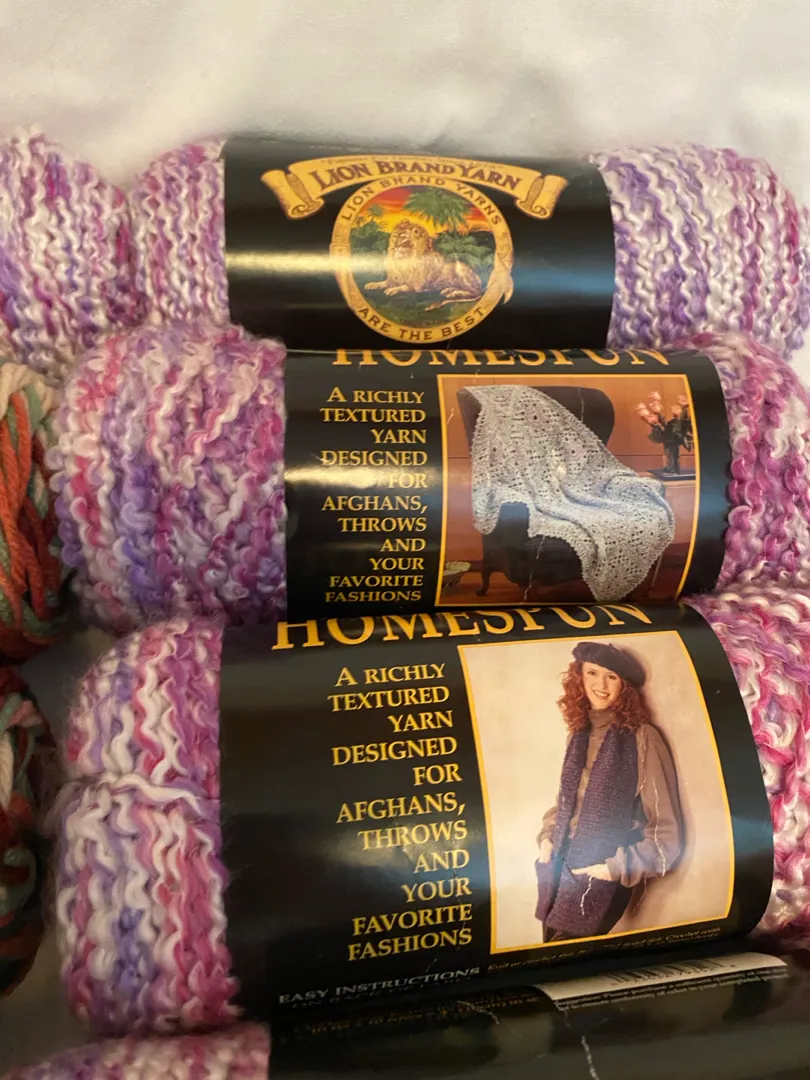 LION BRAND YARN
LION BRAND YARNS
ARE THE BEST
HOMESPUN
A RICHLY
TEXTURED
YARN
DESIGNED
FOR
AFGHANS,
THROWS
AND
YOUR
FAVORITE
FASHIONS
HOMESPUN
A RICHLY
TEXTURED
YARN
DESIGNED
FOR
AFGHANS,
THROWS
AND
YOUR
FAVORITE
FASHIONS
EASY INSTRUCTIONS